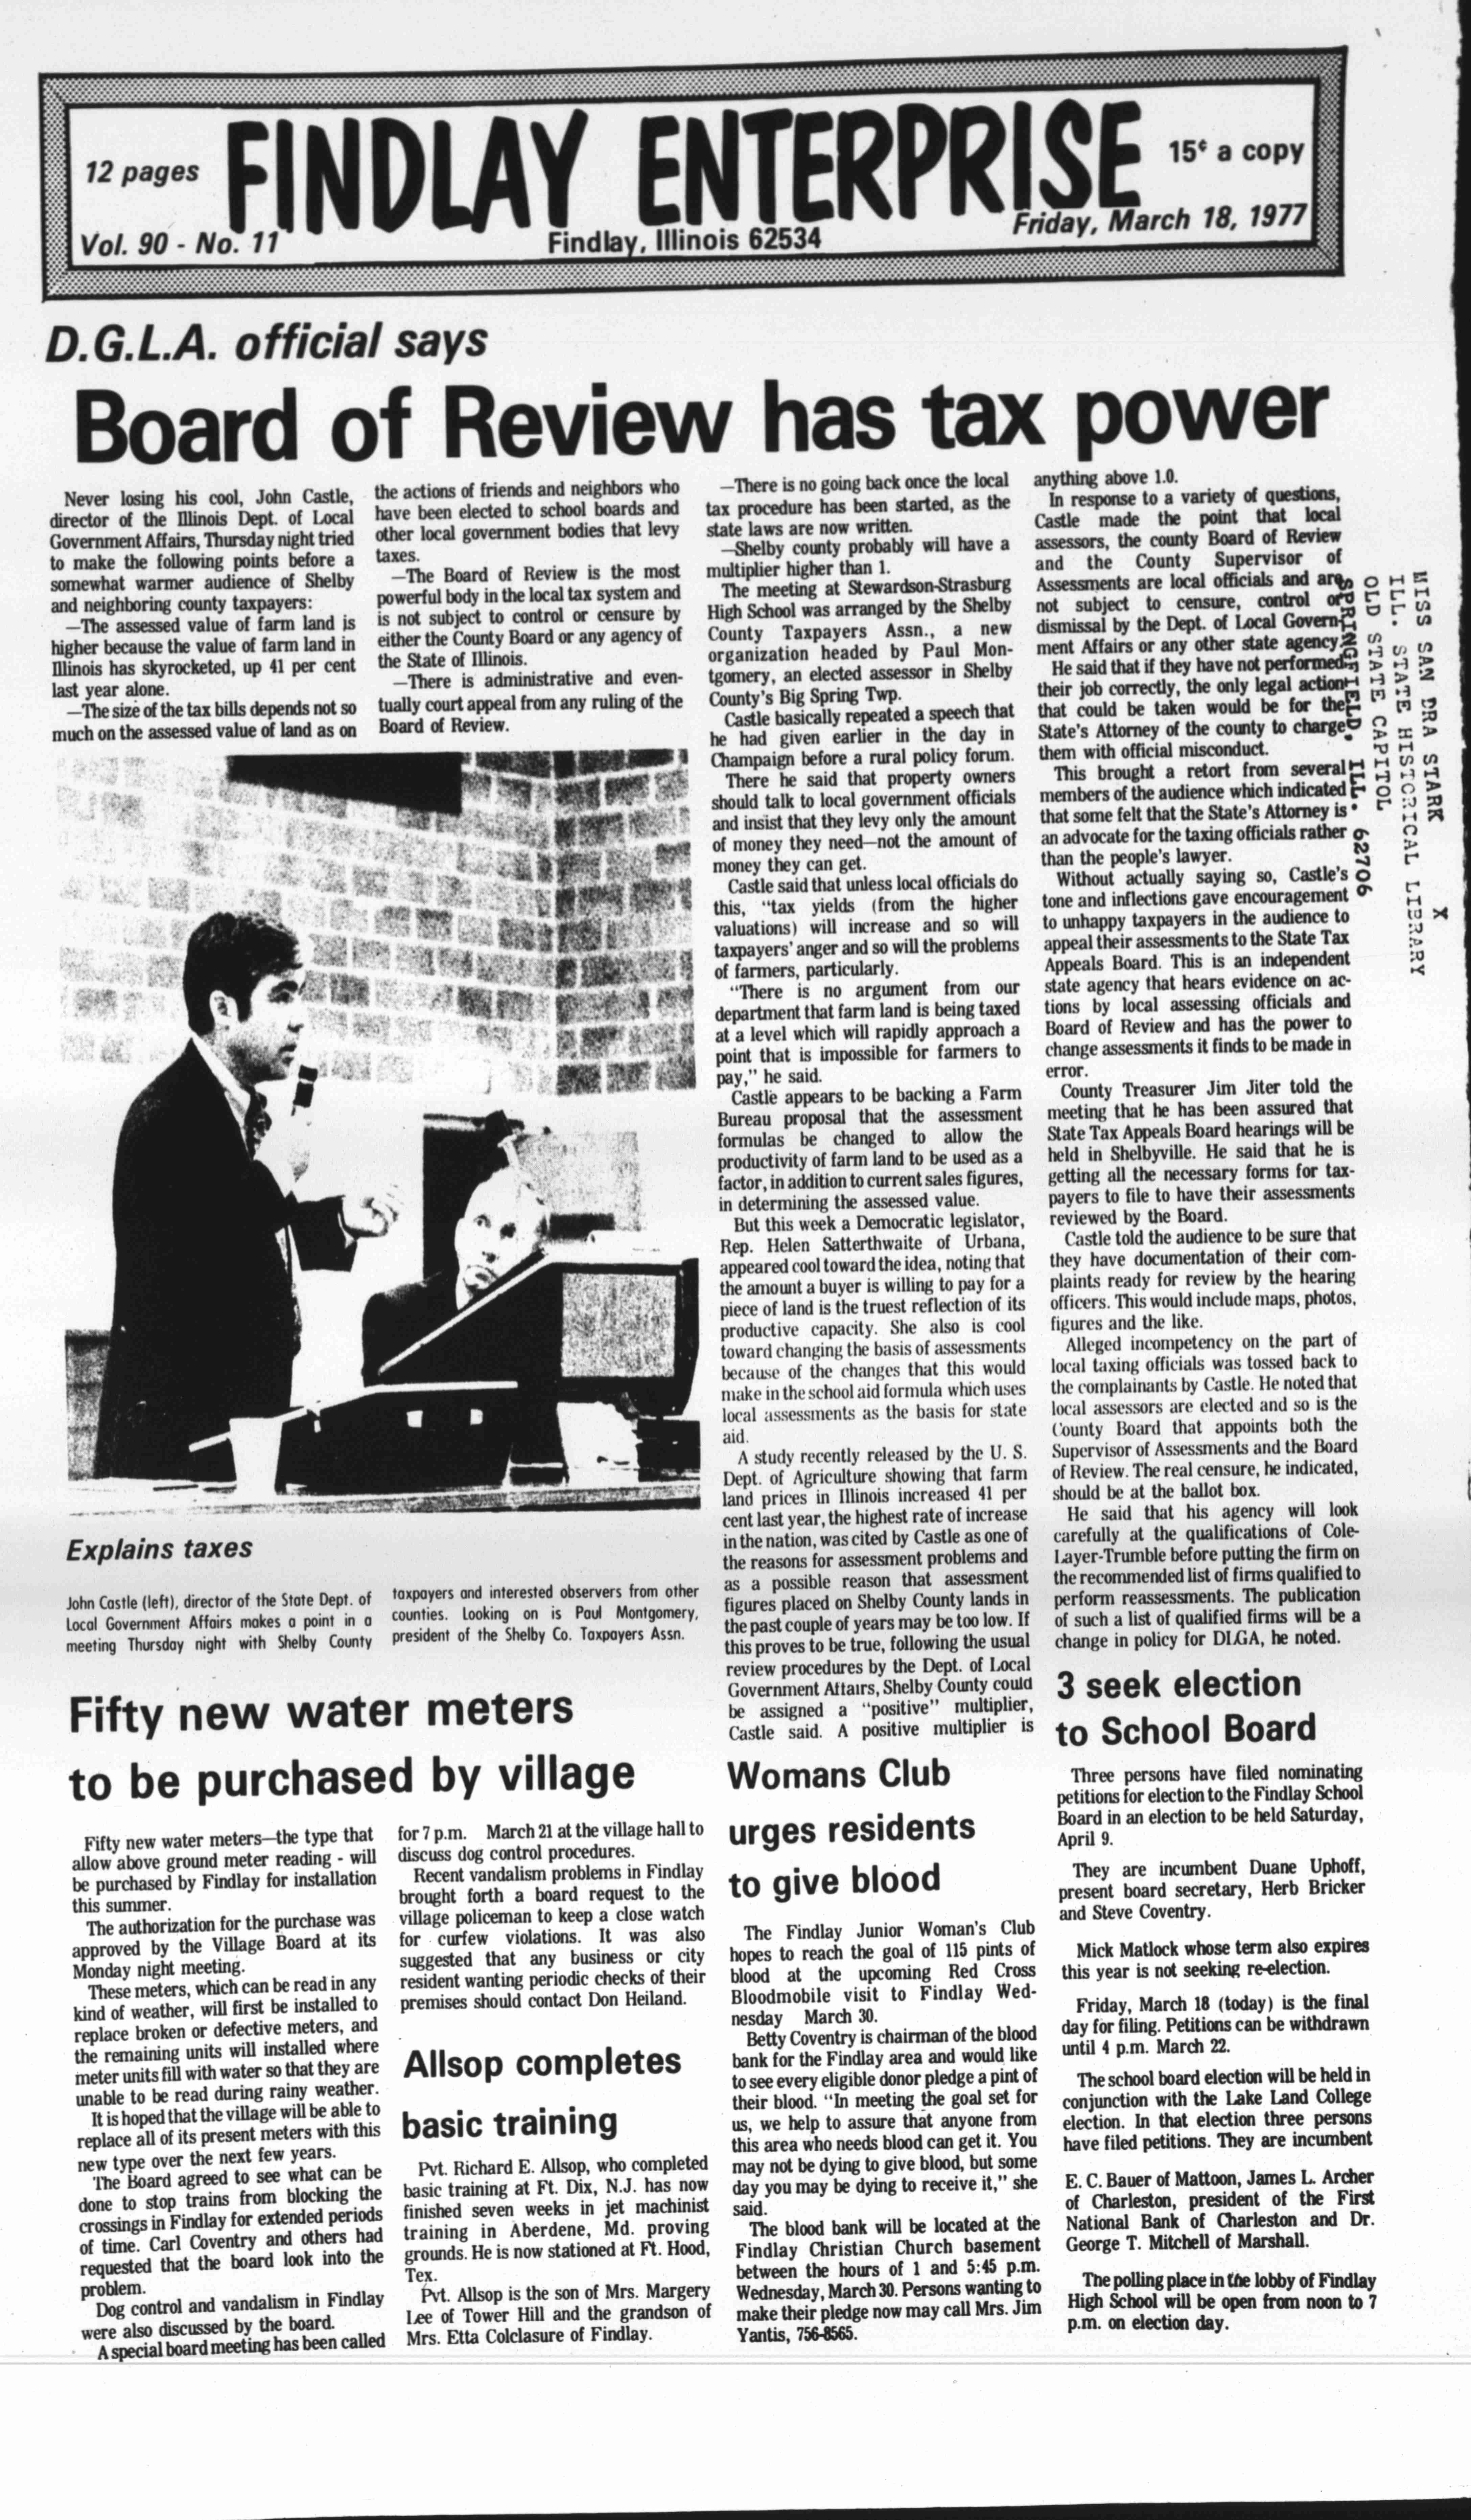 12 pages
FINDLAY ENTERPRISE
15¢ a copy
Vol. 90 - No. 11
Findlay, Illinois 62534
Friday, March 18, 1977
D.G.L.A. official says
Board of Review has tax power
Never losing his cool, John Castle,
director of the Illinois Dept. of Local
Government Affairs, Thursday night tried
to make the following points before a
somewhat warmer audience of Shelby
and neighboring county taxpayers:
—The assessed value of farm land is
higher because the value of farm land in
Illinois has skyrocketed, up 41 per cent
last year alone.
—The size of the tax bills depends not so
much on the assessed value of land as on
the actions of friends and neighbors who
have been elected to school boards and
other local government bodies that levy
taxes.
—The Board of Review is the most
powerful body in the local tax system and
is not subject to control or censure by
either the County Board or any agency of
the State of Illinois.
—There is administrative and even-
tually court appeal from any ruling of the
Board of Review.
—There is no going back once the local
tax procedure has been started, as the
state laws are now written.
—Shelby county probably will have a
multiplier higher than 1.
The meeting at Stewardson-Strasburg
High School was arranged by the Shelby
County Taxpayers Assn., a new
organization headed by Paul Mon-
tgomery, an elected assessor in Shelby
County's Big Spring Twp.
Castle basically repeated a speech that
he had given earlier in the day in
Champaign before a rural policy forum.
There he said that property owners
should talk to local government officials
and insist that they levy only the amount
of money they need—not the amount of
money they can get.
Castle said that unless local officials do
this, "tax yields (from the higher
valuations) will increase and so will
taxpayers' anger and so will the problems
of farmers, particularly.
"There is no argument from our
department that farm land is being taxed
at a level which will rapidly approach a
point that is impossible for farmers to
pay," he said.
Castle appears to be backing a Farm
Bureau proposal that the assessment
formulas be changed to allow the
productivity of farm land to be used as a
factor, in addition to current sales figures,
in determining the assessed value.
But this week a Democratic legislator,
Rep. Helen Satterthwaite of Urbana,
appeared cool toward the idea, noting that
the amount a buyer is willing to pay for a
piece of land is the truest reflection of its
productive capacity. She also is cool
toward changing the basis of assessments
because of the changes that this would
make in the school aid formula which uses
local assessments as the basis for state
aid.
A study recently released by the U. S.
Dept. of Agriculture showing that farm
land prices in Illinois increased 41 per
cent last year, the highest rate of increase
in the nation, was cited by Castle as one of
the reasons for assessment problems and
as a possible reason that assessment
figures placed on Shelby County lands in
the past couple of years may be too low. If
this proves to be true, following the usual
review procedures by the Dept. of Local
Government Affairs, Shelby County could
be assigned a "positive" multiplier,
Castle said. A positive multiplier is
anything above 1.0.
In response to a variety of questions,
Castle made the point that local
assessors, the county Board of Review
and the County Supervisor of
Assessments are local officials and are
not subject to censure, control or
dismissal by the Dept. of Local Govern-
ment Affairs or any other state agency.
He said that if they have not performed
their job correctly, the only legal action
that could be taken would be for the
State's Attorney of the county to charge
them with official misconduct.
This brought a retort from several
members of the audience which indicated
that some felt that the State's Attorney is
an advocate for the taxing officials rather
than the people's lawyer.
Without actually saying so, Castle's
tone and inflections gave encouragement
to unhappy taxpayers in the audience to
appeal their assessments to the State Tax
Appeals Board. This is an independent
state agency that hears evidence on ac-
tions by local assessing officials and
Board of Review and has the power to
change assessments it finds to be made in
error.
County Treasurer Jim Jiter told the
meeting that he has been assured that
State Tax Appeals Board hearings will be
held in Shelbyville. He said that he is
getting all the necessary forms for tax-
payers to file to have their assessments
reviewed by the Board.
Castle told the audience to be sure that
they have documentation of their com-
plaints ready for review by the hearing
officers. This would include maps, photos,
figures and the like.
Alleged incompetency on the part of
local taxing officials was tossed back to
the complainants by Castle. He noted that
local assessors are elected and so is the
County Board that appoints both the
Supervisor of Assessments and the Board
of Review. The real censure, he indicated,
should be at the ballot box.
He said that his agency will look
carefully at the qualifications of Cole-
Layer-Trumble before putting the firm on
the recommended list of firms qualified to
perform reassessments. The publication
of such a list of qualified firms will be a
change in policy for DLGA, he noted.
X
MISS SAN DRA STARK
ILL. STATE HISTORICAL LIBRARY
OLD STATE CAPITOL
SPRINGFIELD, ILL. 62706
Explains taxes
John Castle (left), director of the State Dept. of
Local Government Affairs makes a point in a
meeting Thursday night with Shelby County
taxpayers and interested observers from other
counties. Looking on is Paul Montgomery,
president of the Shelby Co. Taxpayers Assn.
Fifty new water meters
to be purchased by village
Fifty new water meters—the type that
allow above ground meter reading - will
be purchased by Findlay for installation
this summer.
The authorization for the purchase was
approved by the Village Board at its
Monday night meeting.
These meters, which can be read in any
kind of weather, will first be installed to
replace broken or defective meters, and
the remaining units will installed where
meter units fill with water so that they are
unable to be read during rainy weather.
It is hoped that the village will be able to
replace all of its present meters with this
new type over the next few years.
The Board agreed to see what can be
done to stop trains from blocking the
crossings in Findlay for extended periods
of time. Carl Coventry and others had
requested that the board look into the
problem.
Dog control and vandalism in Findlay
were also discussed by the board.
A special board meeting has been called
for 7 p.m. March 21 at the village hall to
discuss dog control procedures.
Recent vandalism problems in Findlay
brought forth a board request to the
village policeman to keep a close watch
for curfew violations. It was also
suggested that any business or city
resident wanting periodic checks of their
premises should contact Don Heiland.
Allsop completes
basic training
Pvt. Richard E. Allsop, who completed
basic training at Ft. Dix, N.J. has now
finished seven weeks in jet machinist
training in Aberdene, Md. proving
grounds. He is now stationed at Ft. Hood,
Tex.
Pvt. Allsop is the son of Mrs. Margery
Lee of Tower Hill and the grandson of
Mrs. Etta Colclasure of Findlay.
Womans Club
urges residents
to give blood
The Findlay Junior Woman's Club
hopes to reach the goal of 115 pints of
blood at the upcoming Red Cross
Bloodmobile visit to Findlay Wed-
nesday March 30.
Betty Coventry is chairman of the blood
bank for the Findlay area and would like
to see every eligible donor pledge a pint of
their blood. "In meeting the goal set for
us, we help to assure that anyone from
this area who needs blood can get it. You
may not be dying to give blood, but some
day you may be dying to receive it," she
said.
The blood bank will be located at the
Findlay Christian Church basement
between the hours of 1 and 5:45 p.m.
Wednesday, March 30. Persons wanting to
make their pledge now may call Mrs. Jim
Yantis, 756-8565.
3 seek election
to School Board
Three persons have filed nominating
petitions for election to the Findlay School
Board in an election to be held Saturday,
April 9.
They are incumbent Duane Uphoff,
present board secretary, Herb Bricker
and Steve Coventry.
Mick Matlock whose term also expires
this year is not seeking re-election.
Friday, March 18 (today) is the final
day for filing. Petitions can be withdrawn
until 4 p.m. March 22.
The school board election will be held in
conjunction with the Lake Land College
election. In that election three persons
have filed petitions. They are incumbent
E. C. Bauer of Mattoon, James L. Archer
of Charleston, president of the First
National Bank of Charleston and Dr.
George T. Mitchell of Marshall.
The polling place in the lobby of Findlay
High School will be open from noon to 7
p.m. on election day.